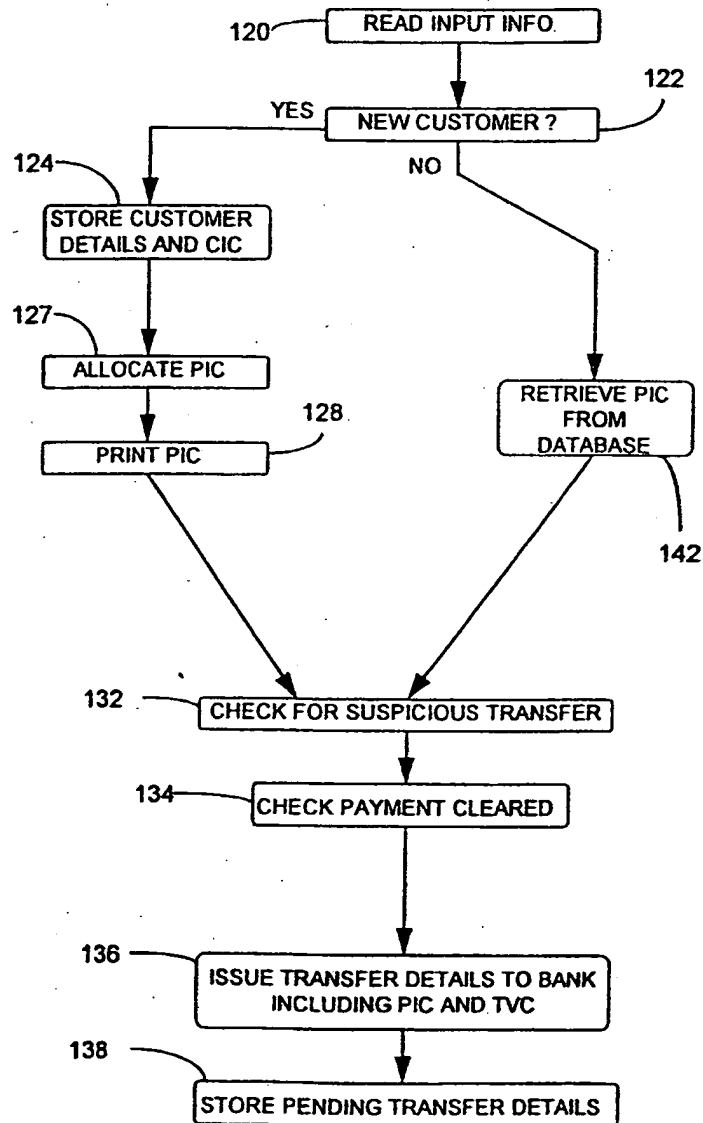 120
READ INPUT INFO.
122
YES
NEW CUSTOMER ?
NO
124
STORE CUSTOMER
DETAILS AND CIC
127
ALLOCATE PIC
128
PRINT PIC
RETRIEVE PIC
FROM
DATABASE
142
132
CHECK FOR SUSPICIOUS TRANSFER
134
CHECK PAYMENT CLEARED
136
ISSUE TRANSFER DETAILS TO BANK
INCLUDING PIC AND TVC
138
STORE PENDING TRANSFER DETAILS